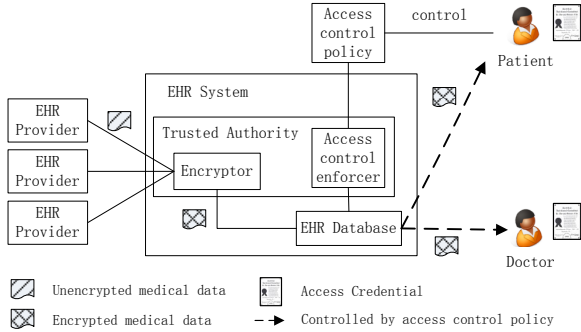 Access
control
policy
control
Patient
EHR System
EHR
Provider
Trusted Authority
EHR
Provider
Encryptor
Access
control
enforcer
EHR
Provider
EHR Database
Doctor
Unencrypted medical data
Access Credential
Encrypted medical data
Controlled by access control policy